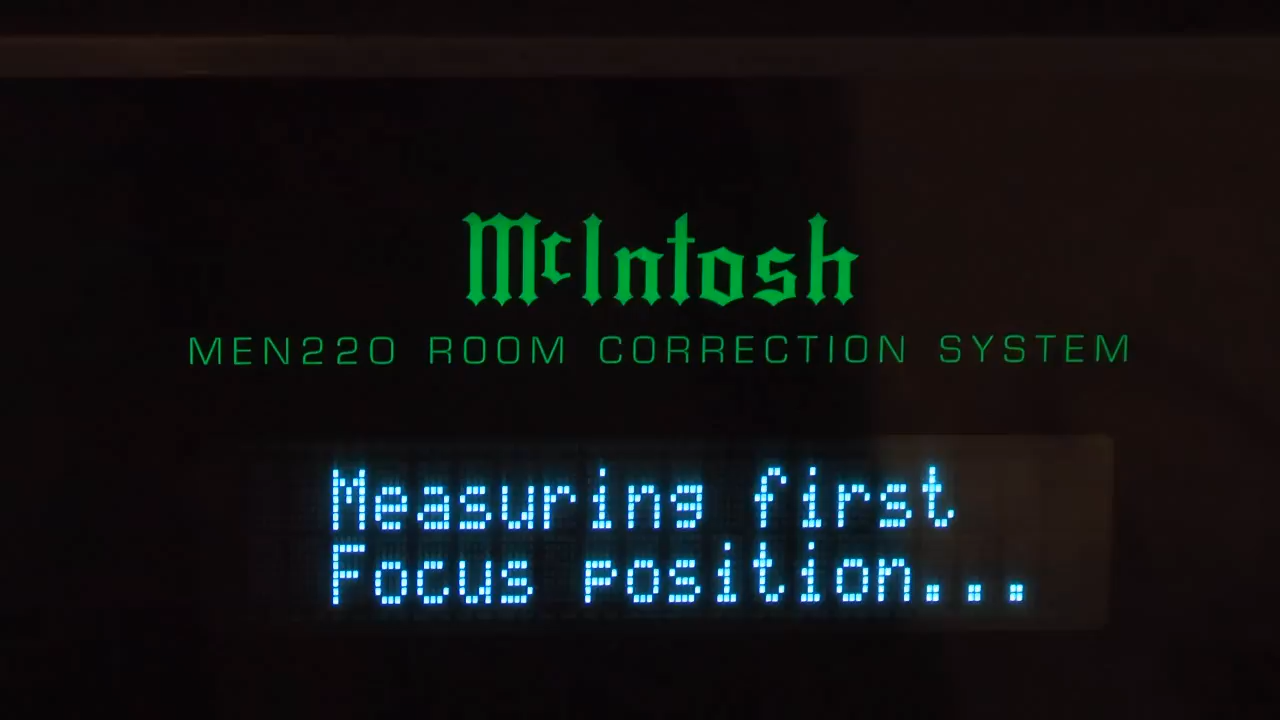 McIntosh
MEN220 ROOM CORRECTION SYSTEM
Measuring first
Focus position...